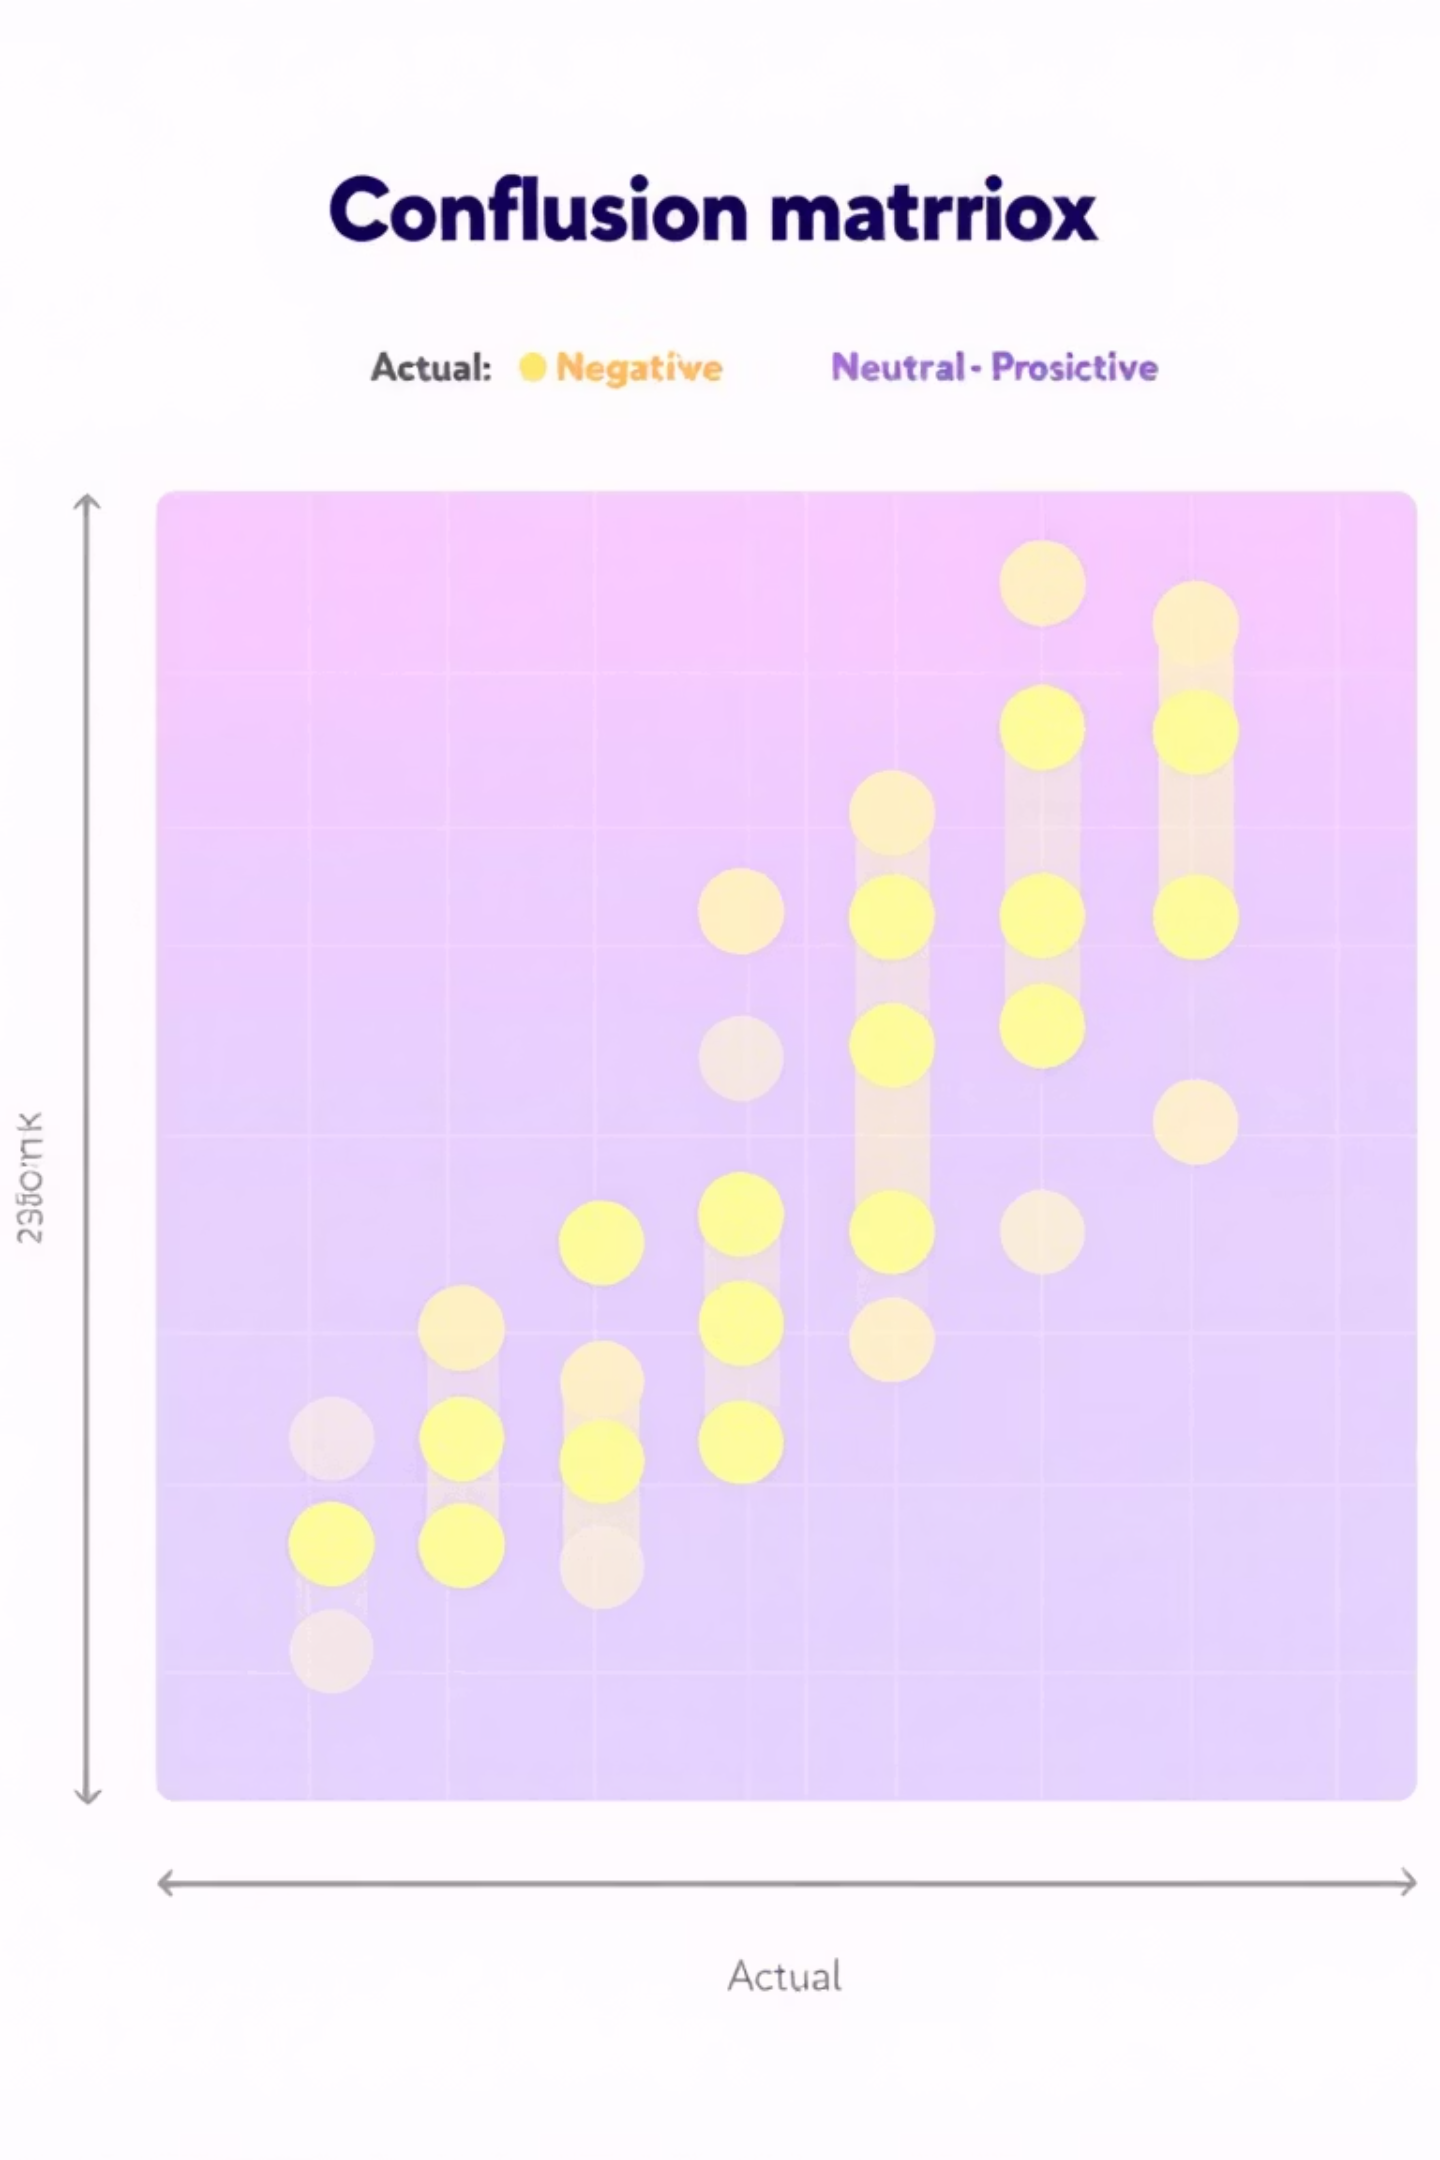 Conflusion matrriox
Actual: Negatiwe Neutral - Prosictive
Actual